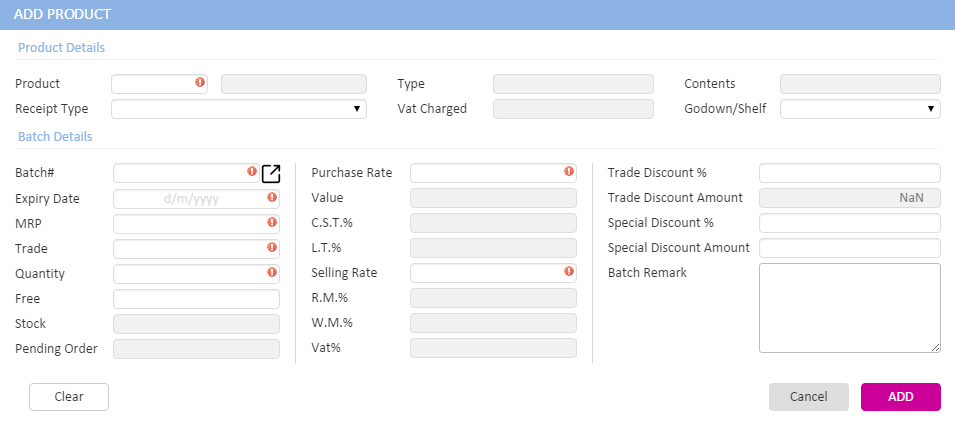 ADD PRODUCT
Product Details
Product Type Contents
Receipt Type Vat Charged Godown/Shelf
Batch Details
Batch# Purchase Rate Trade Discount %
Expiry Date d/m/yyyy Value Trade Discount Amount NaN
MRP C.S.T.% Special Discount %
Trade L.T.% Special Discount Amount
Quantity Selling Rate Batch Remark
Free R.M.%
Stock W.M.%
Pending Order Vat%
Clear Cancel ADD